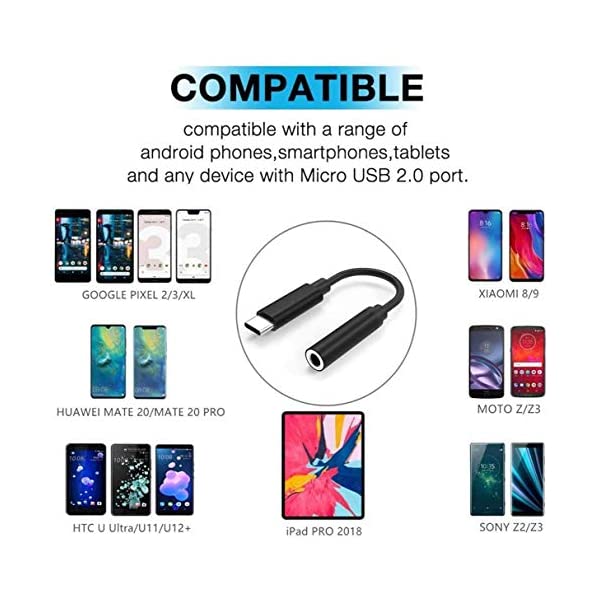 COMPATIBLE
compatible with a range of
android phones,smartphones,tablets
and any device with Micro USB 2.0 port.
GOOGLE PIXEL 2/3/XL
XIAOMI 8/9
HUAWEI MATE 20/MATE 20 PRO
MOTO Z/Z3
HTC U Ultra/U11/U12+
iPad PRO 2018
SONY Z2/Z3